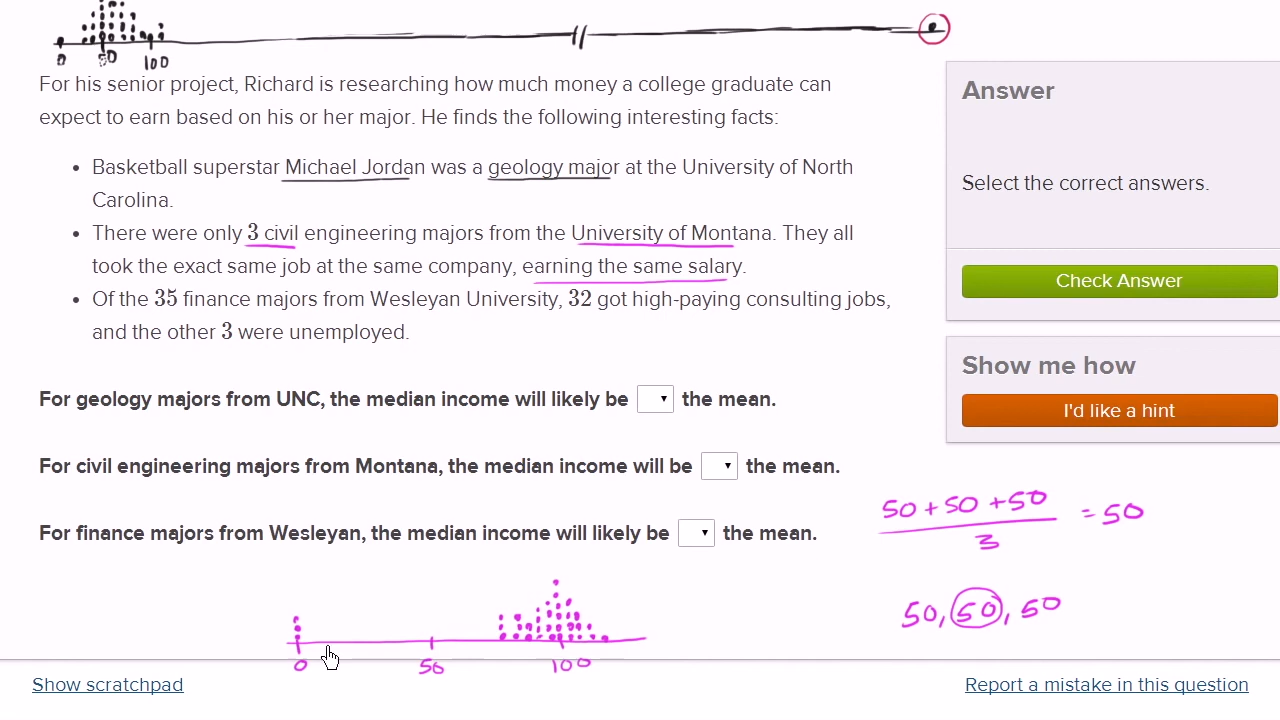 0 50 100
For his senior project, Richard is researching how much money a college graduate can
expect to earn based on his or her major. He finds the following interesting facts:
• Basketball superstar Michael Jordan was a geology major at the University of North
Carolina.
• There were only 3 civil engineering majors from the University of Montana. They all
took the exact same job at the same company, earning the same salary.
• Of the 35 finance majors from Wesleyan University, 32 got high-paying consulting jobs,
and the other 3 were unemployed.
For geology majors from UNC, the median income will likely be the mean.
For civil engineering majors from Montana, the median income will be the mean.
For finance majors from Wesleyan, the median income will likely be the mean.
0 50 100
Answer
Select the correct answers.
Check Answer
Show me how
I'd like a hint
50 + 50 + 50
3
= 50
50, 50, 50
Show scratchpad
Report a mistake in this question